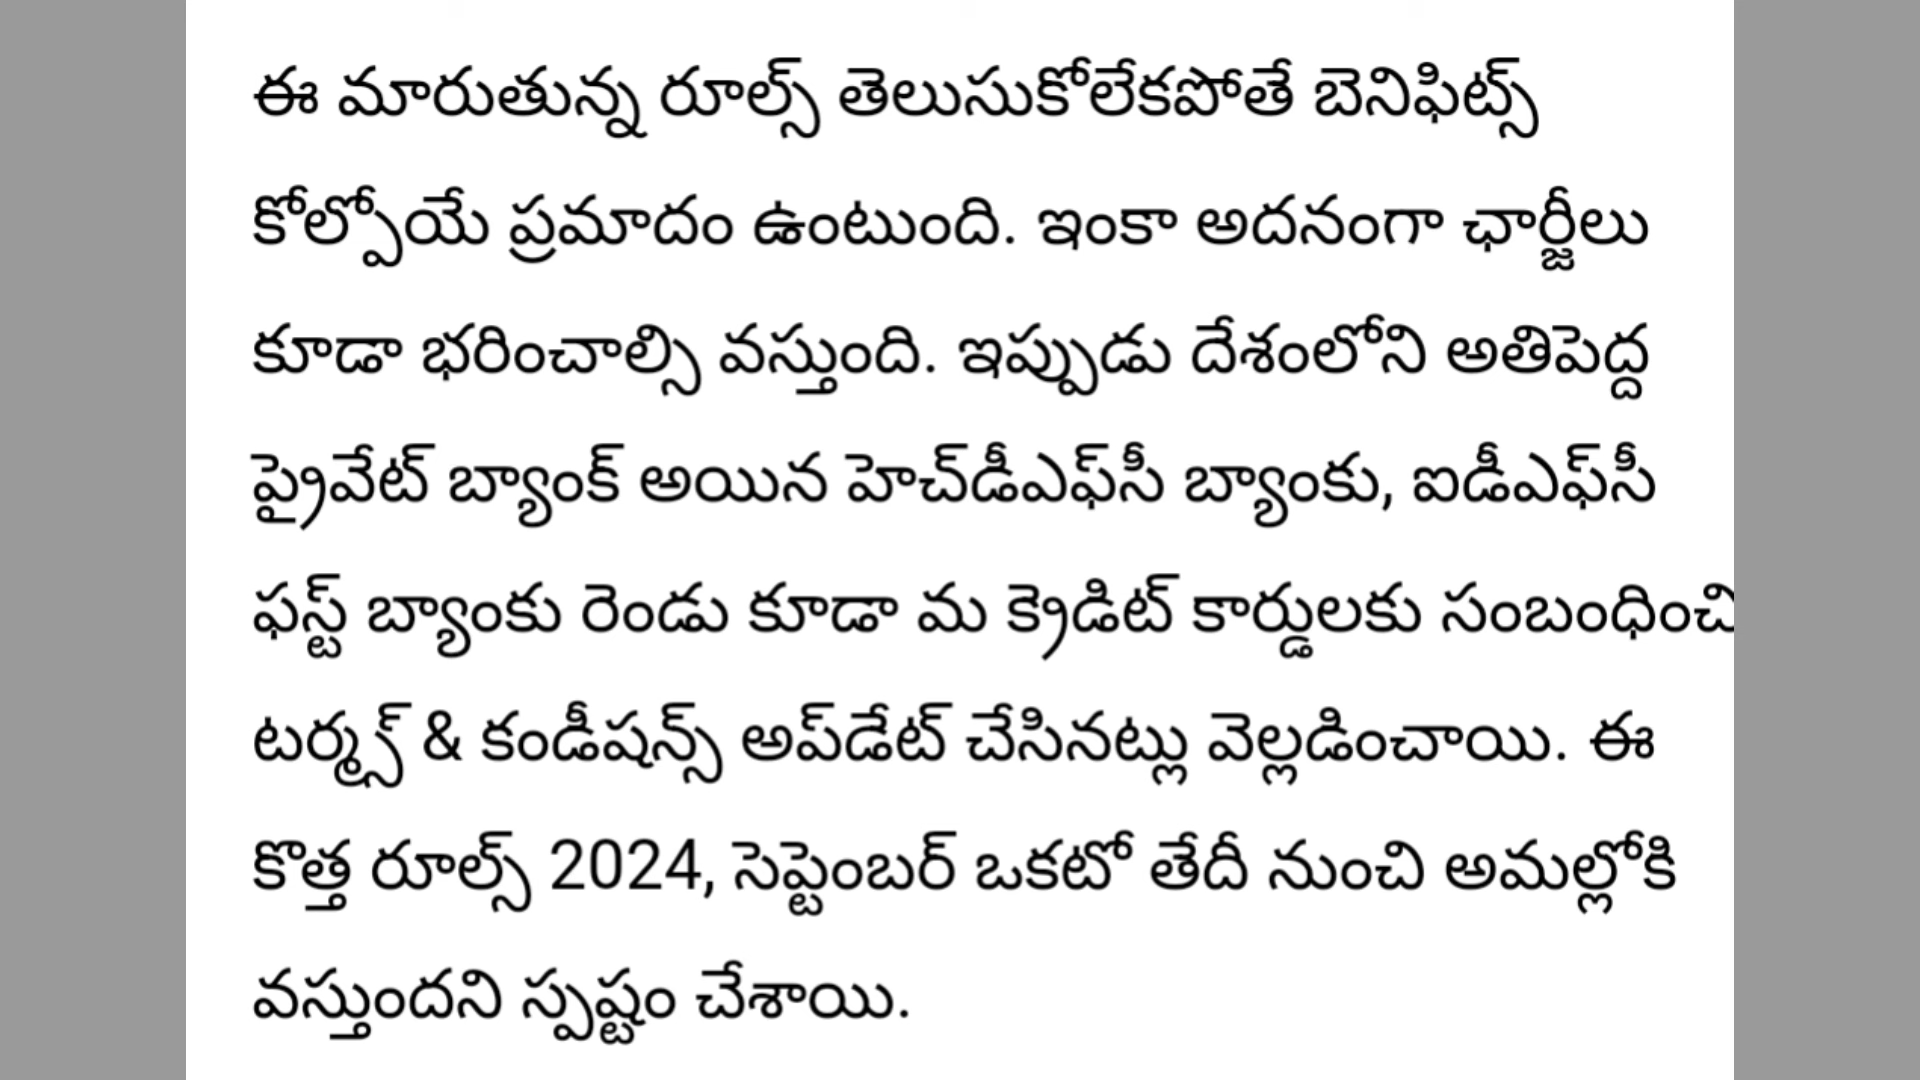 ఈ మారుతున్న రూల్స్ తెలుసుకోలేకపోతే బెనిఫిట్స్
కోల్పోయే ప్రమాదం ఉంటుంది. ఇంకా అదనంగా ఛార్జీలు
కూడా భరించాల్సి వస్తుంది. ఇప్పుడు దేశంలోని అతిపెద్ద
ప్రైవేట్ బ్యాంక్ అయిన హెచ్‌డీఎఫ్‌సీ బ్యాంకు, ఐడీఎఫ్‌సీ
ఫస్ట్ బ్యాంకు రెండు కూడా మ క్రెడిట్ కార్డులకు సంబంధించి
టర్మ్స్ & కండీషన్స్ అప్‌డేట్ చేసినట్లు వెల్లడించాయి. ఈ
కొత్త రూల్స్ 2024, సెప్టెంబర్ ఒకటో తేదీ నుంచి అమల్లోకి
వస్తుందని స్పష్టం చేశాయి.